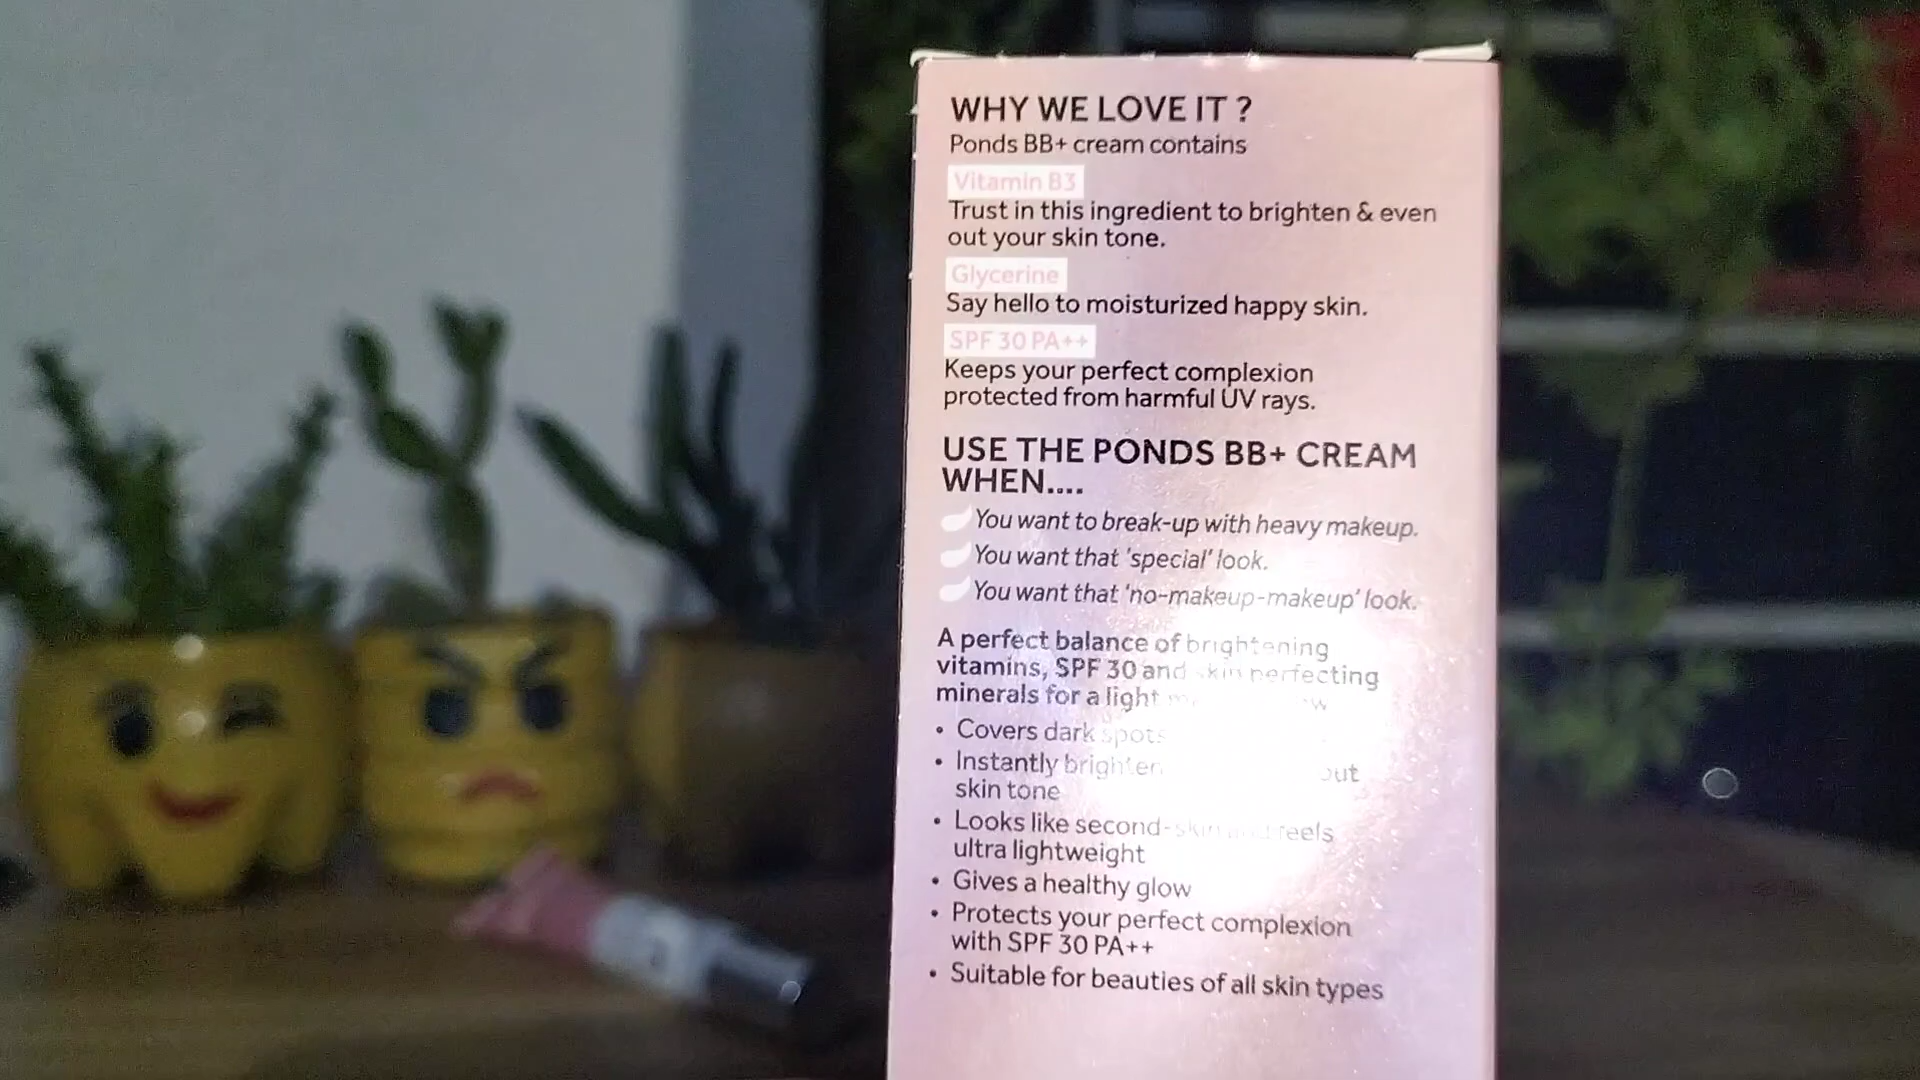 WHY WE LOVE IT ?
Ponds BB+ cream contains
Vitamin B3
Trust in this ingredient to brighten & even
out your skin tone.
Glycerine
Say hello to moisturized happy skin.
SPF 30 PA++
Keeps your perfect complexion
protected from harmful UV rays.
USE THE PONDS BB+ CREAM
WHEN....
You want to break-up with heavy makeup.
You want that 'special' look.
You want that 'no-makeup-makeup' look.
A perfect balance of brightening
vitamins, SPF 30 and skin perfecting
minerals for a light
• Covers dark spots
• Instantly
skin tone
• Looks like second-skin and feels
ultra lightweight
• Gives a healthy glow
• Protects your perfect complexion
with SPF 30 PA++
• Suitable for beauties of all skin types